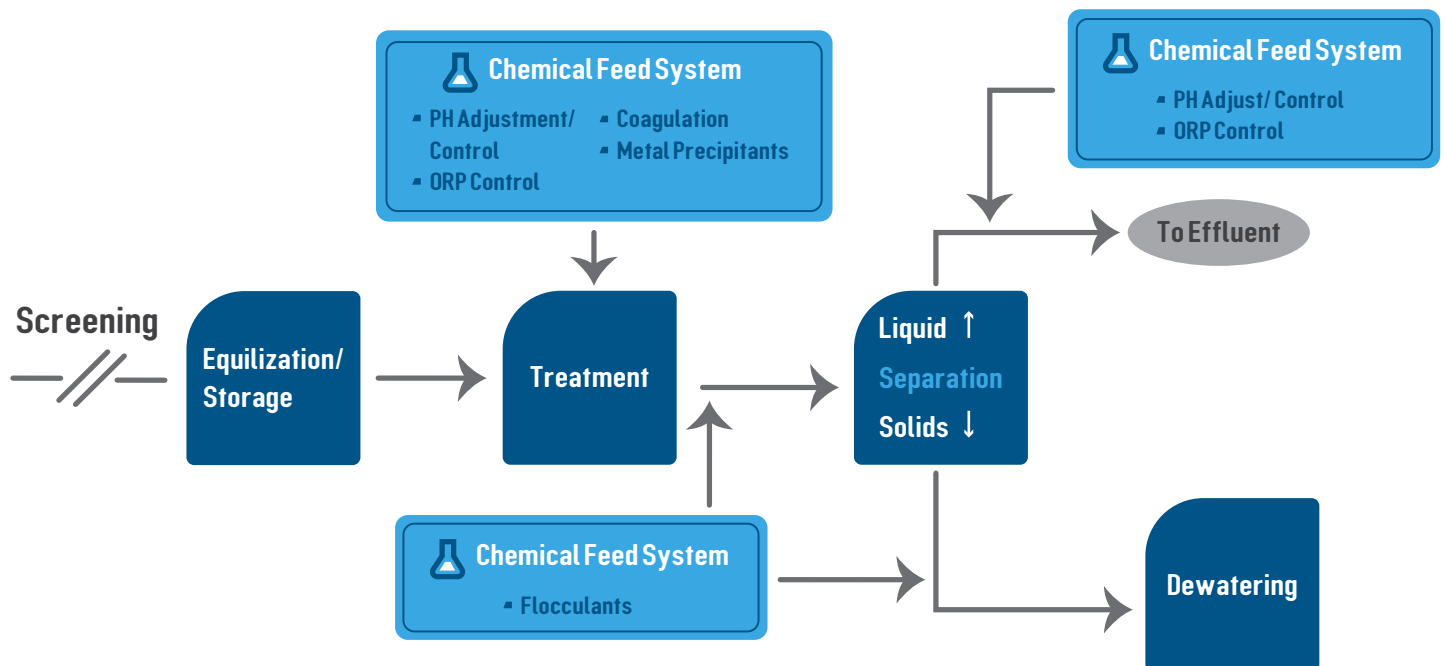 Chemical Feed System
PH Adjustment/
Control
ORP Control
Coagulation
Metal Precipitants
Chemical Feed System
PH Adjust/ Control
ORP Control
To Effluent
Screening
Equilization/
Storage
Treatment
Liquid ↑
Separation
Solids ↓
Chemical Feed System
Flocculants
Dewatering